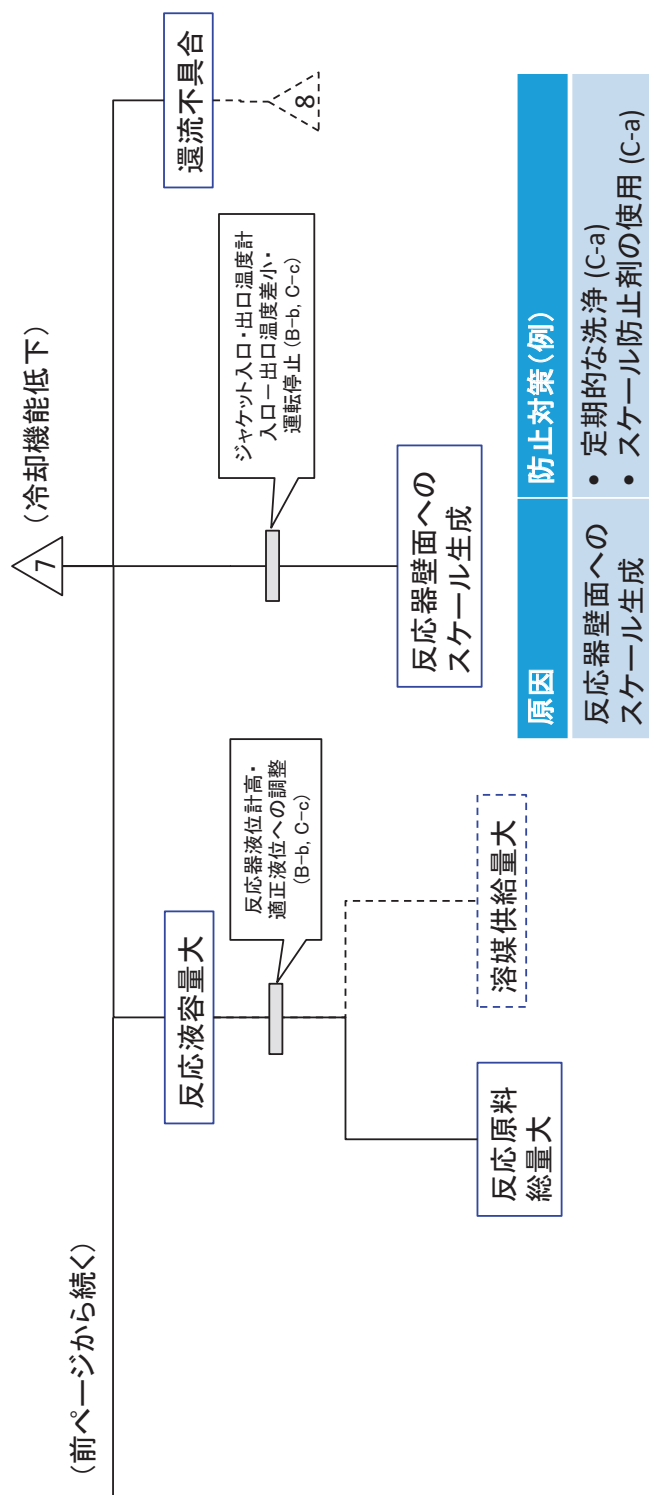 (前ページから続く)
7
(冷却機能低下)
反応液容量大
反応器液位計高・
適正液位への調整
(B-b, C-c)
反応原料
総量大
溶媒供給量大
ジャケット入口・出口温度計
入口ー出口温度差小・
運転停止 (B-b, C-c)
反応器壁面への
スケール生成
還流不具合
8
原因
防止対策(例)
反応器壁面への
スケール生成
• 定期的な洗浄 (C-a)
• スケール防止剤の使用 (C-a)